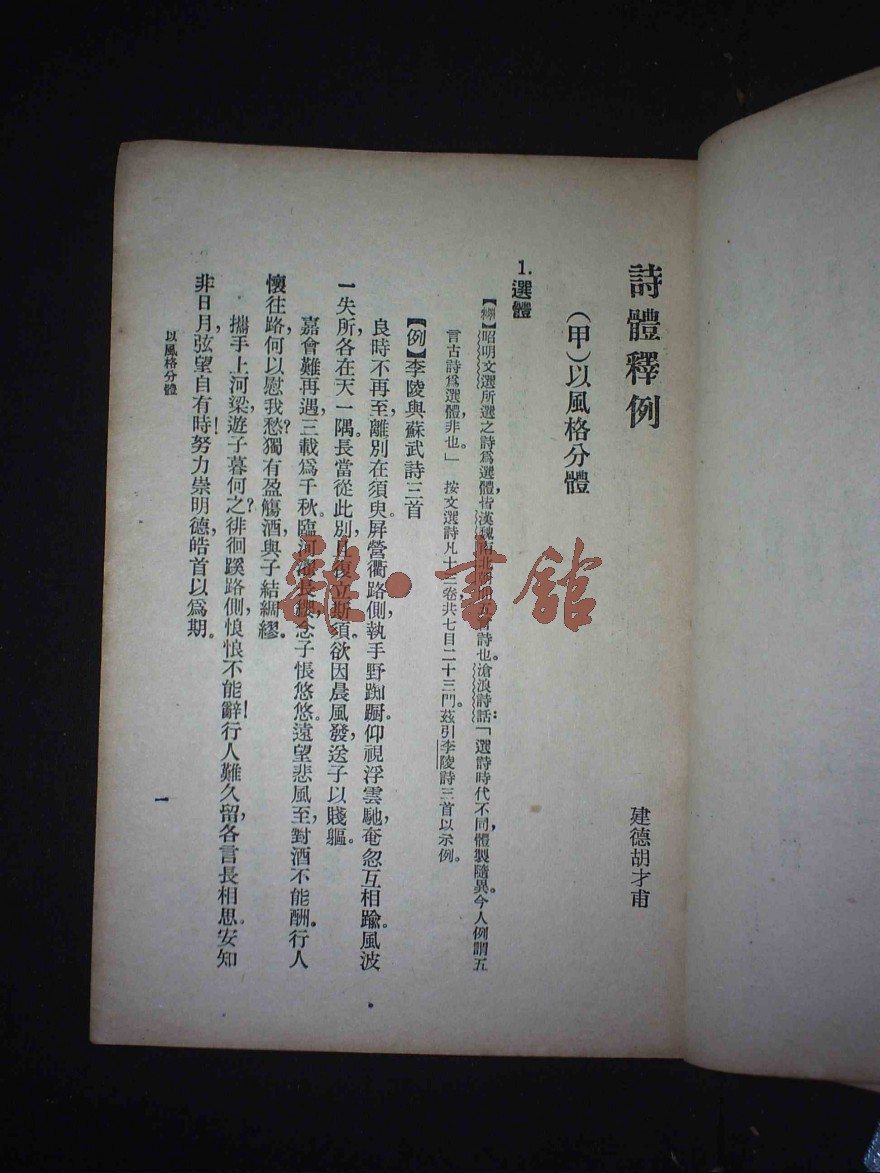 詩體釋例
建德胡才甫
(甲)以風格分體
1.選體
【釋】昭明文選所選之詩爲選體,皆漢魏南北朝間五言詩也。滄浪詩話:「選詩時代不同,體製隨異。今人例謂五
言古詩爲選體,非也。」　按文選詩凡十三卷共七目二十三門。茲引李陵詩三首以示例。
【例】李陵與蘇武詩三首
良時不再至,離別在須臾。屏營衢路側,執手野踟躕。仰視浮雲馳,奄忽互相踰。風波
一失所,各在天一隅。長當從此別,且復立斯須。欲因晨風發,送子以賤軀。
嘉會難再遇,三載爲千秋。臨河濯長纓,念子悵悠悠。遠望悲風至,對酒不能酬。行人
懷往路,何以慰我愁?獨有盈觴酒,與子結綢繆。
攜手上河梁,遊子暮何之?徘徊蹊路側,悢悢不能辭!行人難久留,各言長相思。安知
非日月,弦望自有時!努力崇明德,皓首以爲期。
以風格分體
一
雜·書館